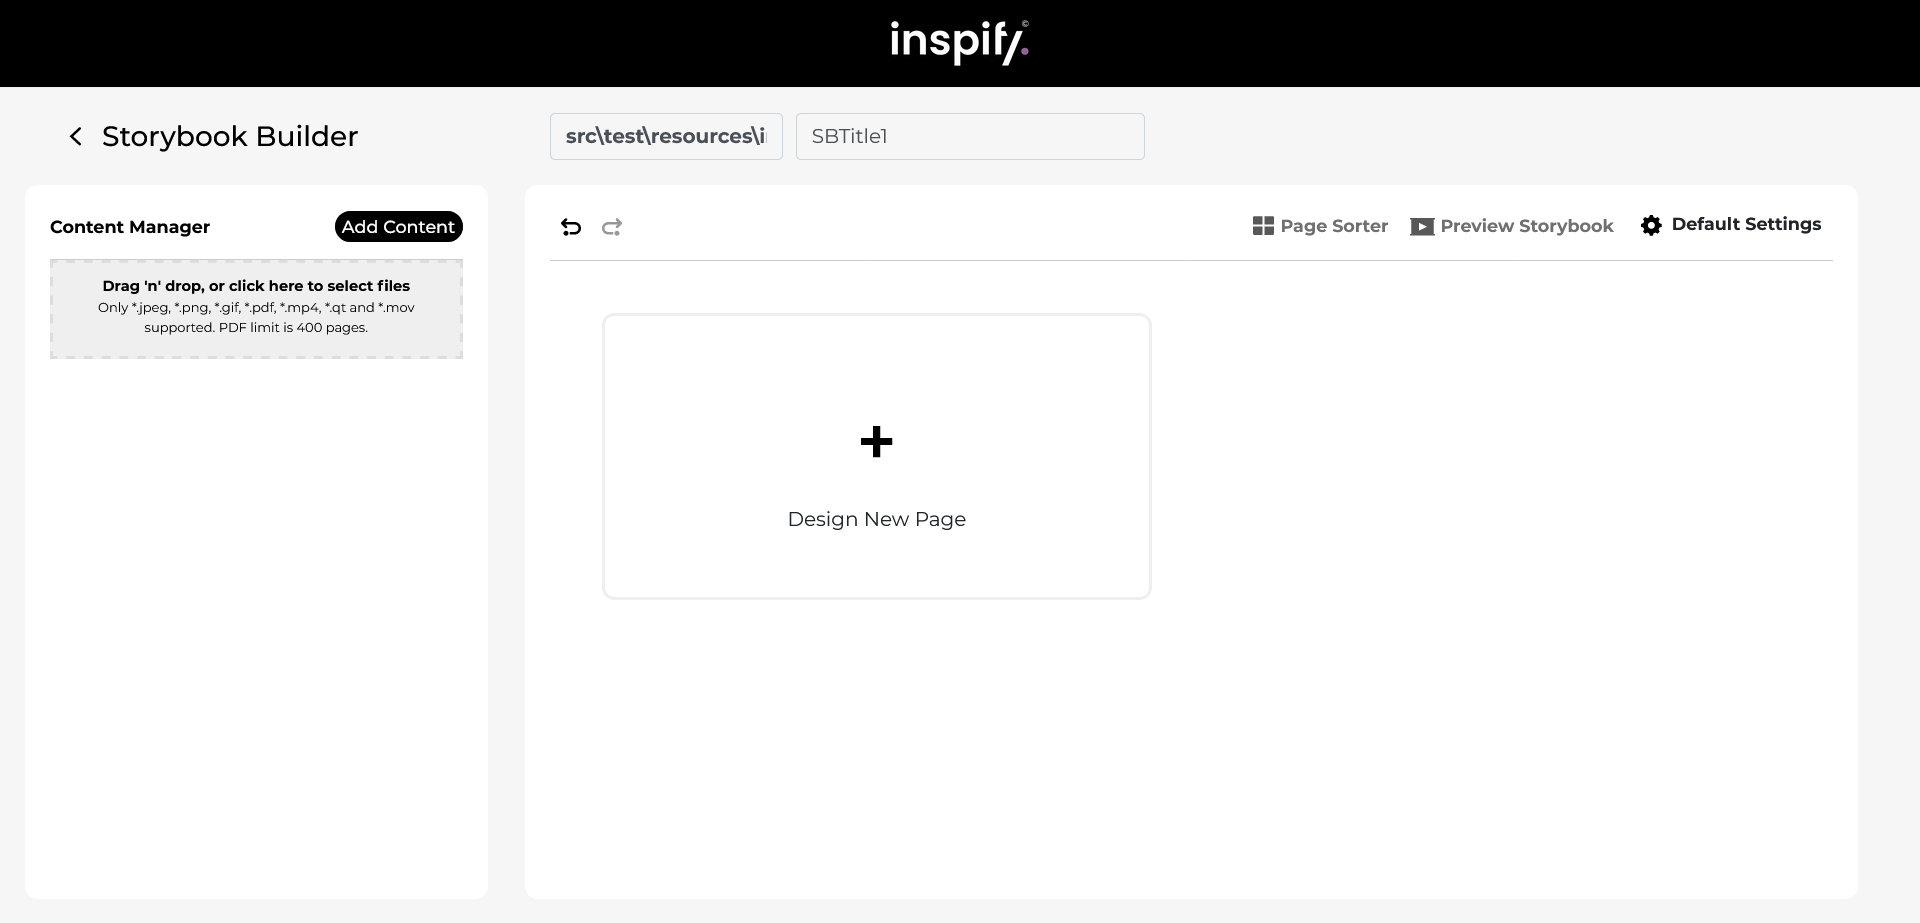 inspify.©
Storybook Builder
src\test\resources\i
SBTitle1
Content Manager
Add Content
Drag 'n' drop, or click here to select files
Only *.jpeg, *.png, *.gif, *.pdf, *.mp4, *.qt and *.mov
supported. PDF limit is 400 pages.
Page Sorter
Preview Storybook
Default Settings
+
Design New Page